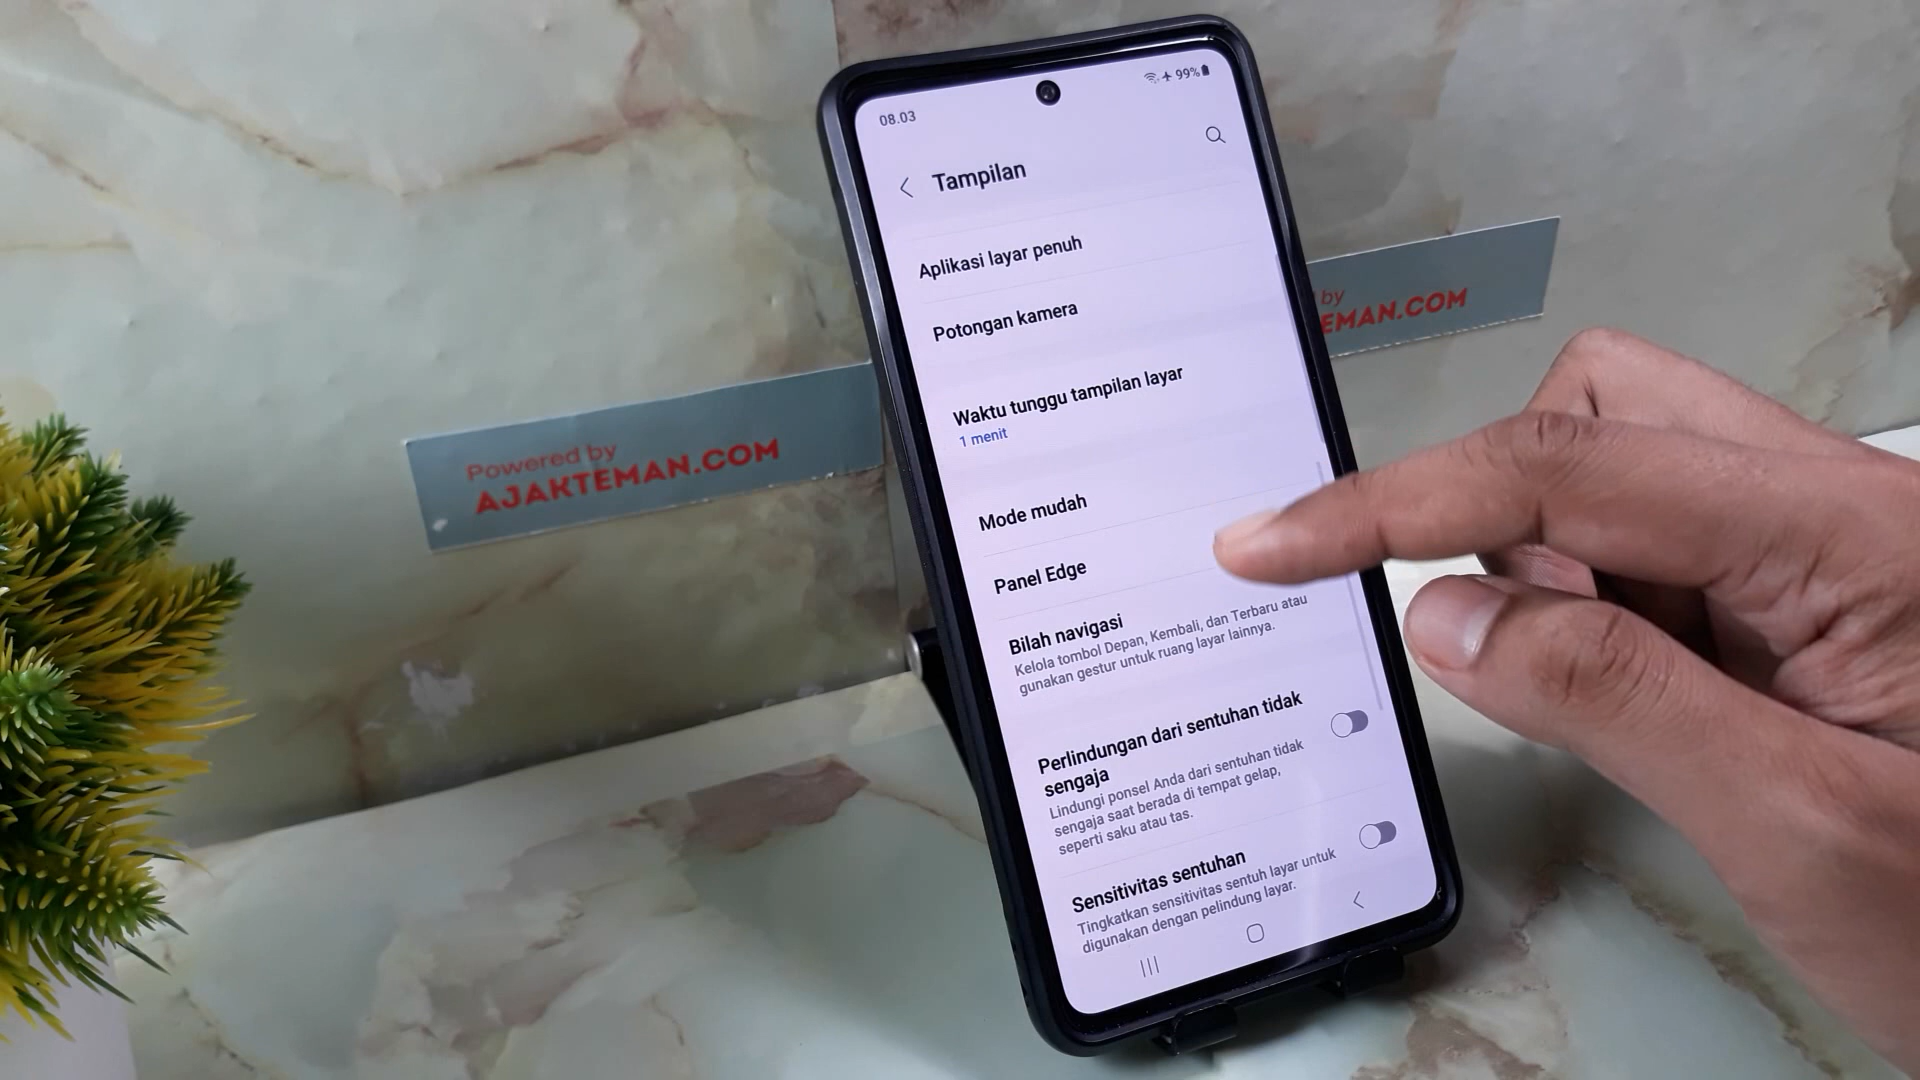 08.03
99%
Tampilan
Aplikasi layar penuh
Potongan kamera
Waktu tunggu tampilan layar
1 menit
Mode mudah
Panel Edge
Bilah navigasi
Kelola tombol Depan, Kembali, dan Terbaru atau
gunakan gestur untuk ruang layar lainnya.
Perlindungan dari sentuhan tidak
sengaja
Lindungi ponsel Anda dari sentuhan tidak
sengaja saat berada di tempat gelap,
seperti saku atau tas.
Sensitivitas sentuhan
Tingkatkan sensitivitas sentuh layar untuk
digunakan dengan pelindung layar.
Powered by
AJAKTEMAN.COM
by
EMAN.COM